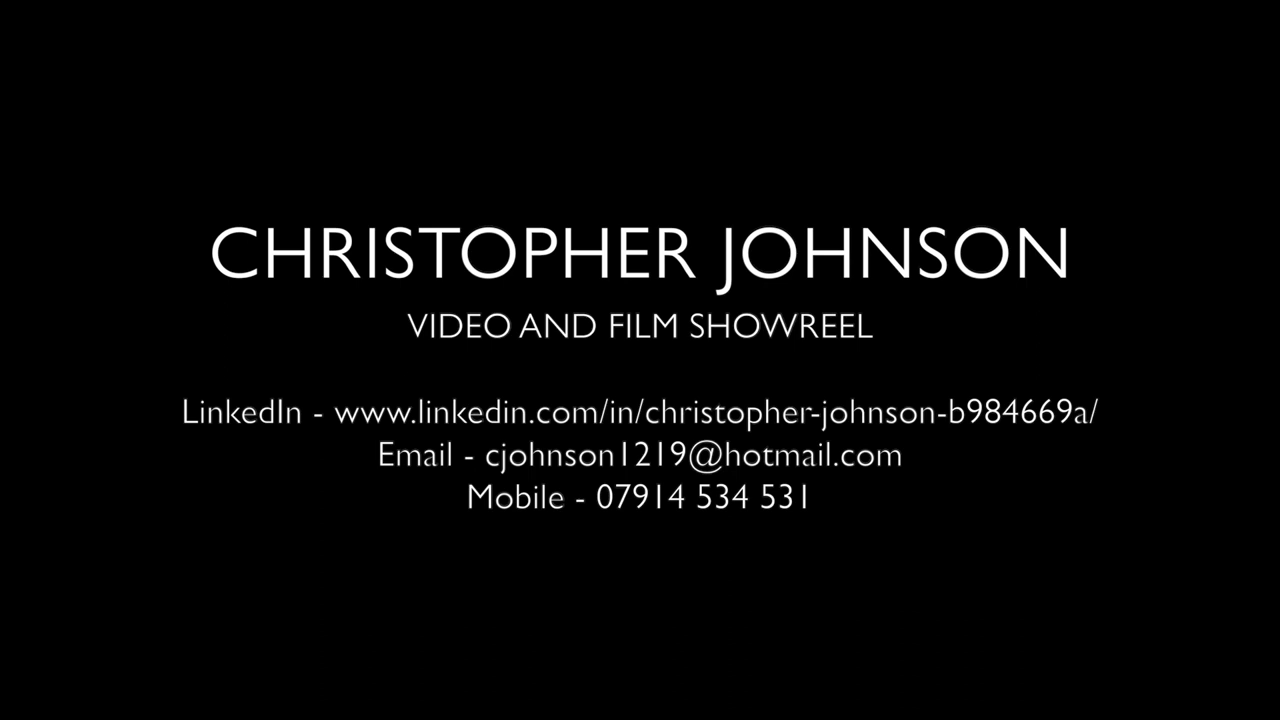 CHRISTOPHER JOHNSON
VIDEO AND FILM SHOWREEL
LinkedIn - www.linkedin.com/in/christopher-johnson-b984669a/
Email - cjohnson1219@hotmail.com
Mobile - 07914 534 531